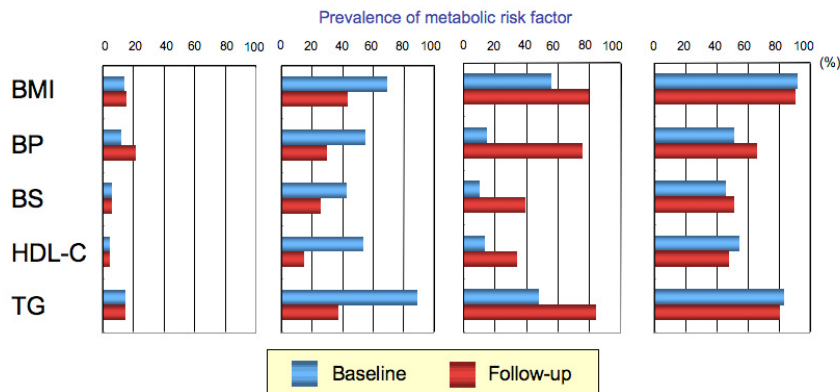 Prevalence of metabolic risk factor
0 20 40 60 80 100 0 20 40 60 80 100 0 20 40 60 80 100 0 20 40 60 80 100
(%)
BMI
BP
BS
HDL-C
TG
Baseline Follow-up